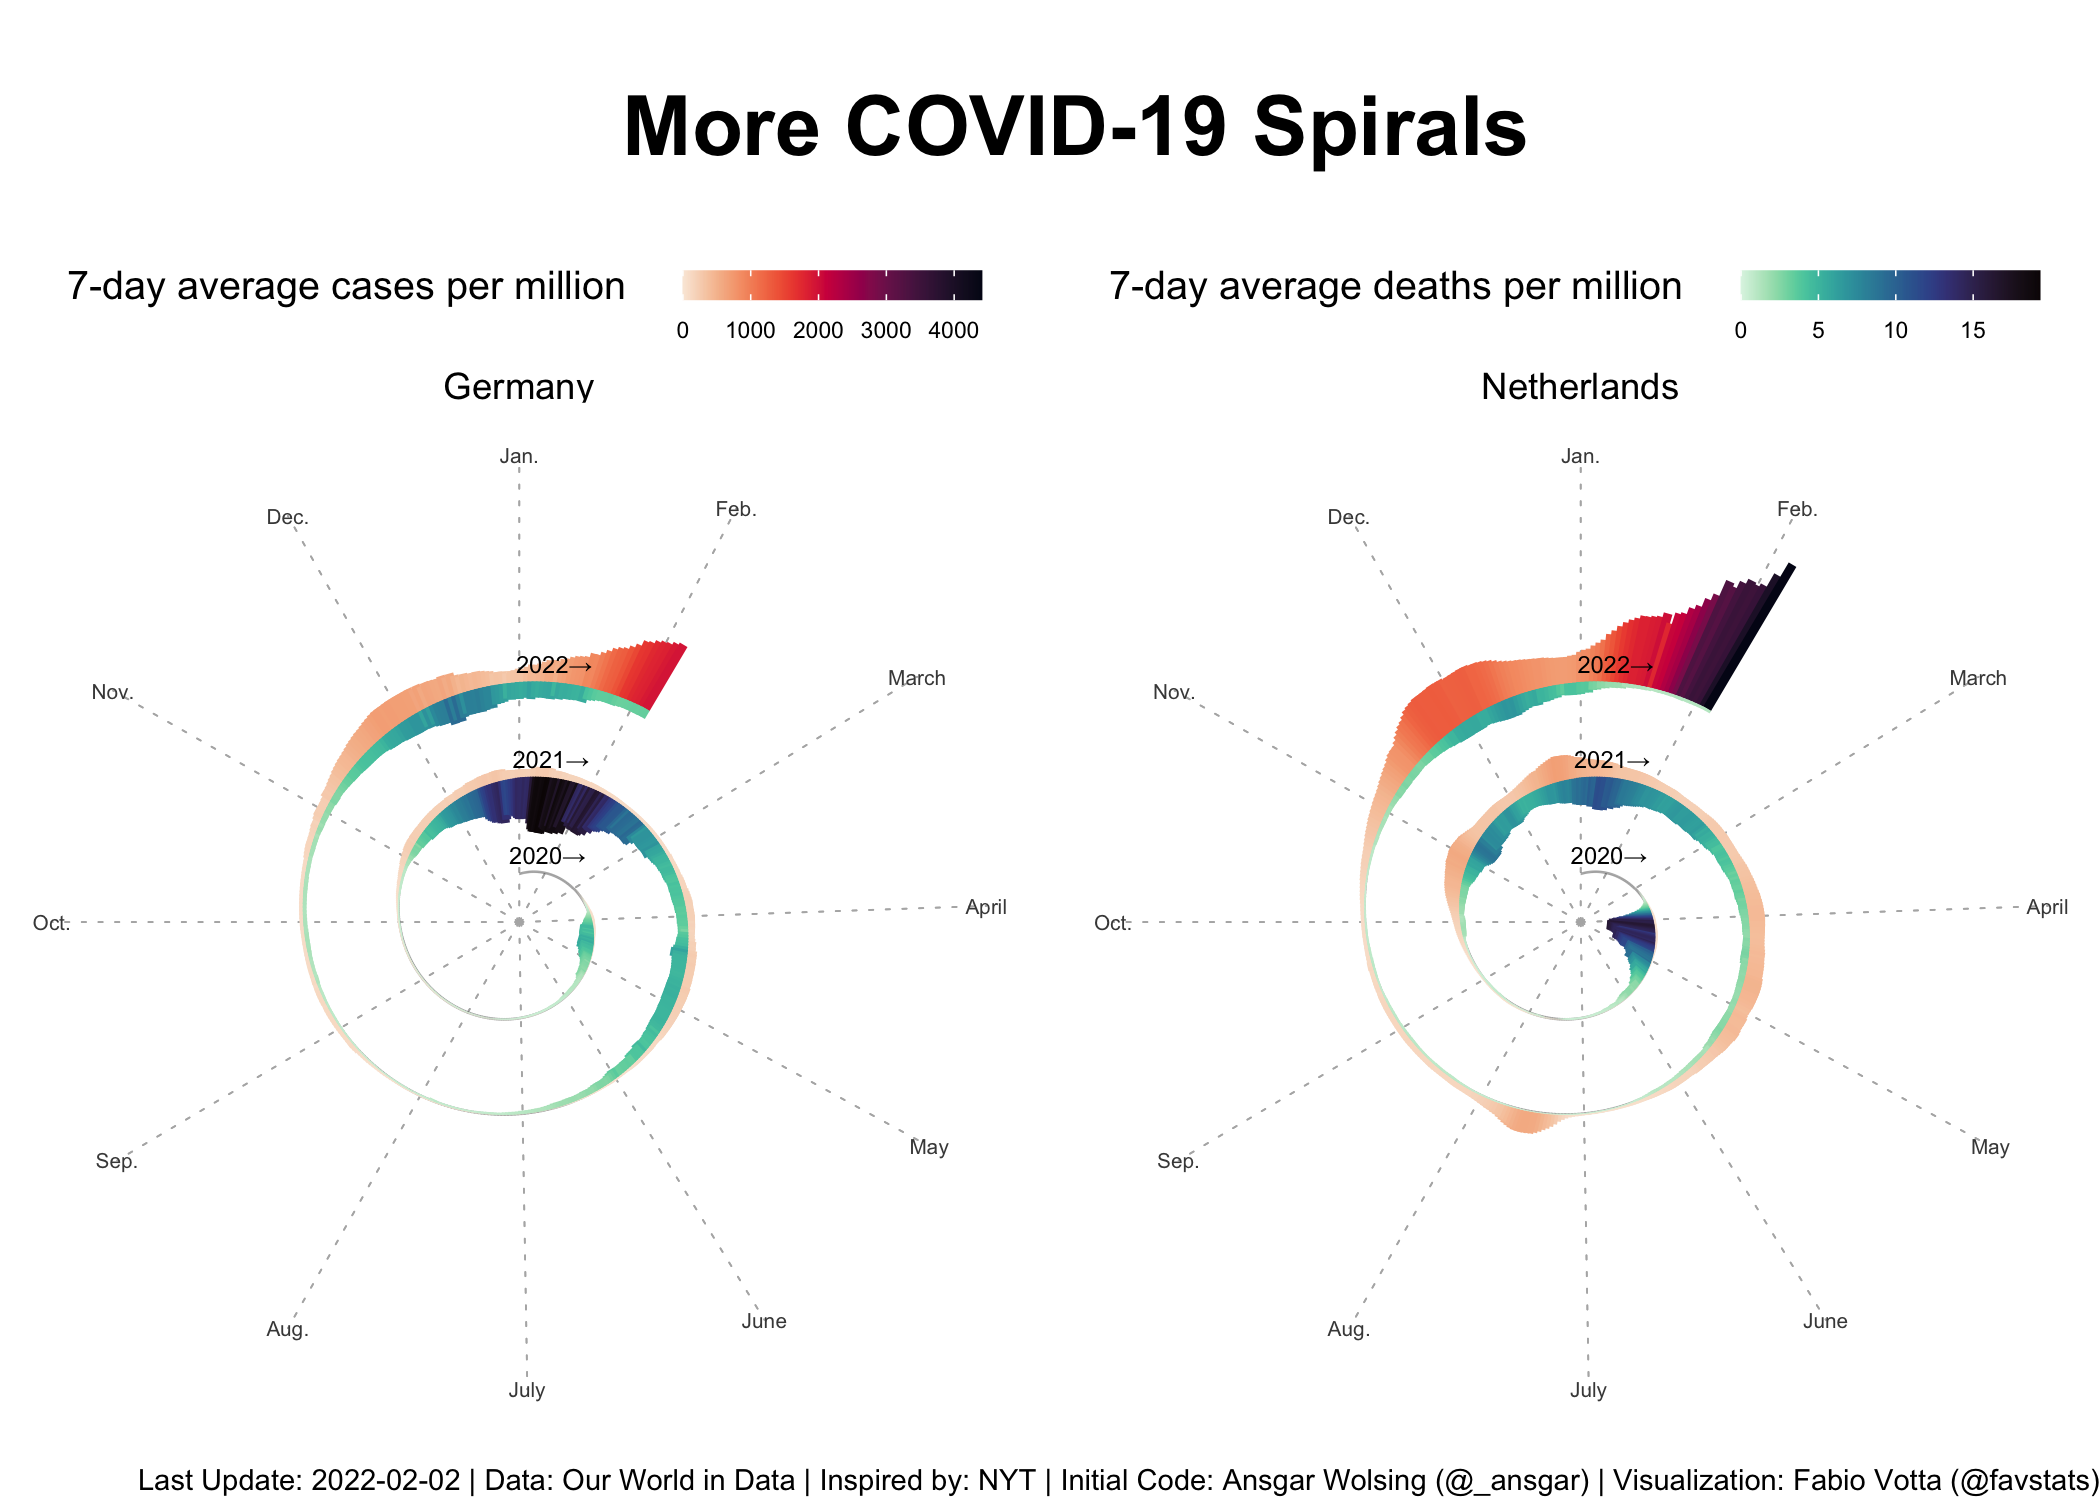 More COVID-19 Spirals
7-day average cases per million
0 1000 2000 3000 4000
7-day average deaths per million
0 5 10 15
Germany
Jan.
Feb.
March
April
May
June
July
Aug.
Sep.
Oct.
Nov.
Dec.
2022→
2021→
2020→
Netherlands
Jan.
Feb.
March
April
May
June
July
Aug.
Sep.
Oct.
Nov.
Dec.
2022→
2021→
2020→
Last Update: 2022-02-02 | Data: Our World in Data | Inspired by: NYT | Initial Code: Ansgar Wolsing (@_ansgar) | Visualization: Fabio Votta (@favstats)